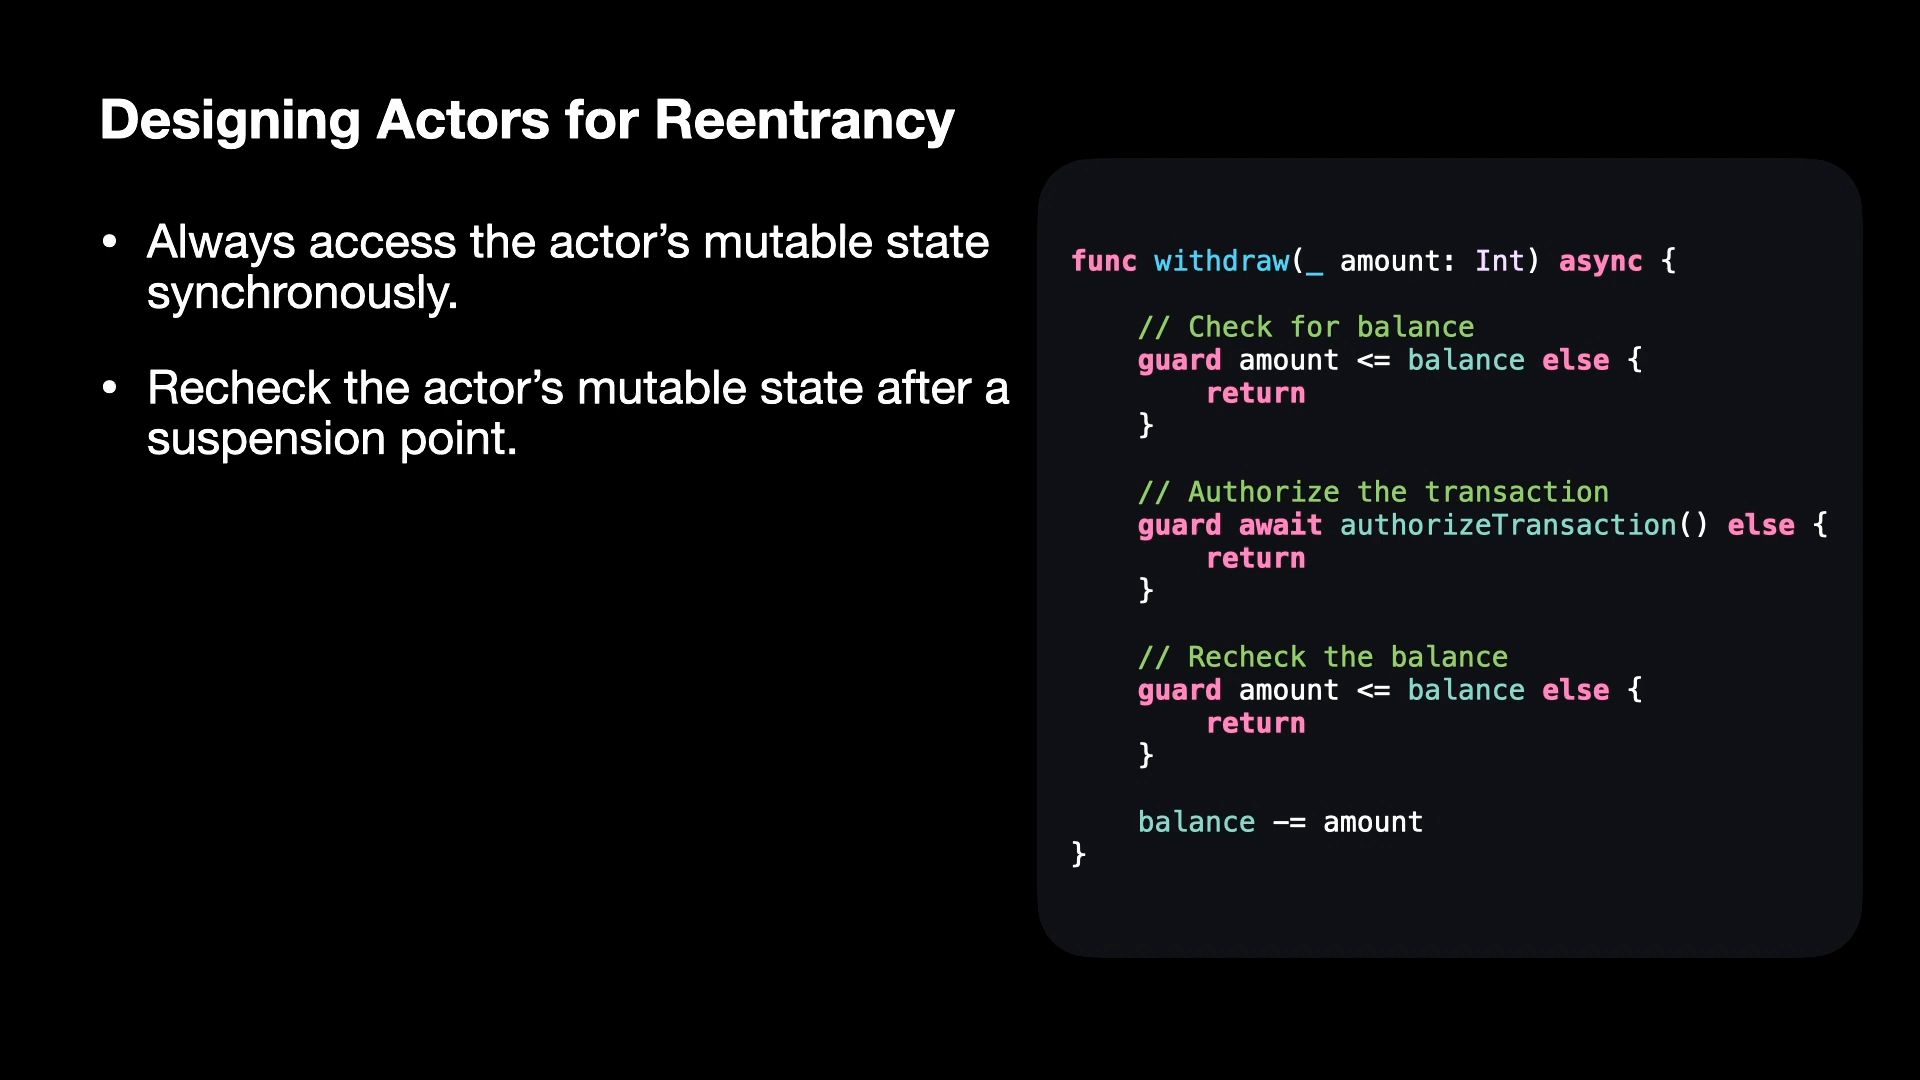 Designing Actors for Reentrancy
• Always access the actor’s mutable state
synchronously.
• Recheck the actor’s mutable state after a
suspension point.
func withdraw(_ amount: Int) async {
// Check for balance
guard amount <= balance else {
return
}
// Authorize the transaction
guard await authorizeTransaction() else {
return
}
// Recheck the balance
guard amount <= balance else {
return
}
balance -= amount
}